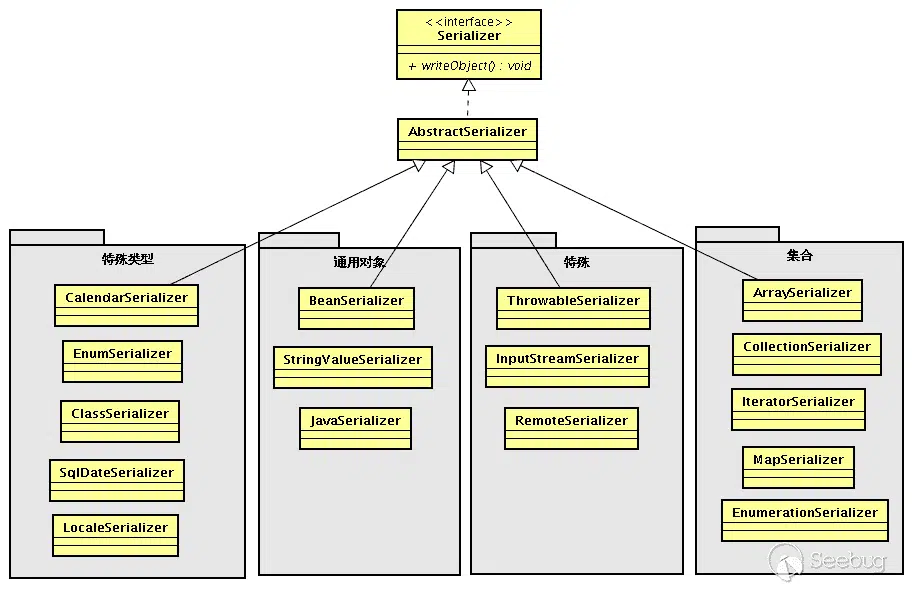 <<interface>>
Serializer
+ writeObject() : void
AbstractSerializer
特殊类型
CalendarSerializer
EnumSerializer
ClassSerializer
SqlDateSerializer
LocaleSerializer
通用对象
BeanSerializer
StringValueSerializer
JavaSerializer
特殊
ThrowableSerializer
InputStreamSerializer
RemoteSerializer
集合
ArraySerializer
CollectionSerializer
IteratorSerializer
MapSerializer
EnumerationSerializer
Seebug